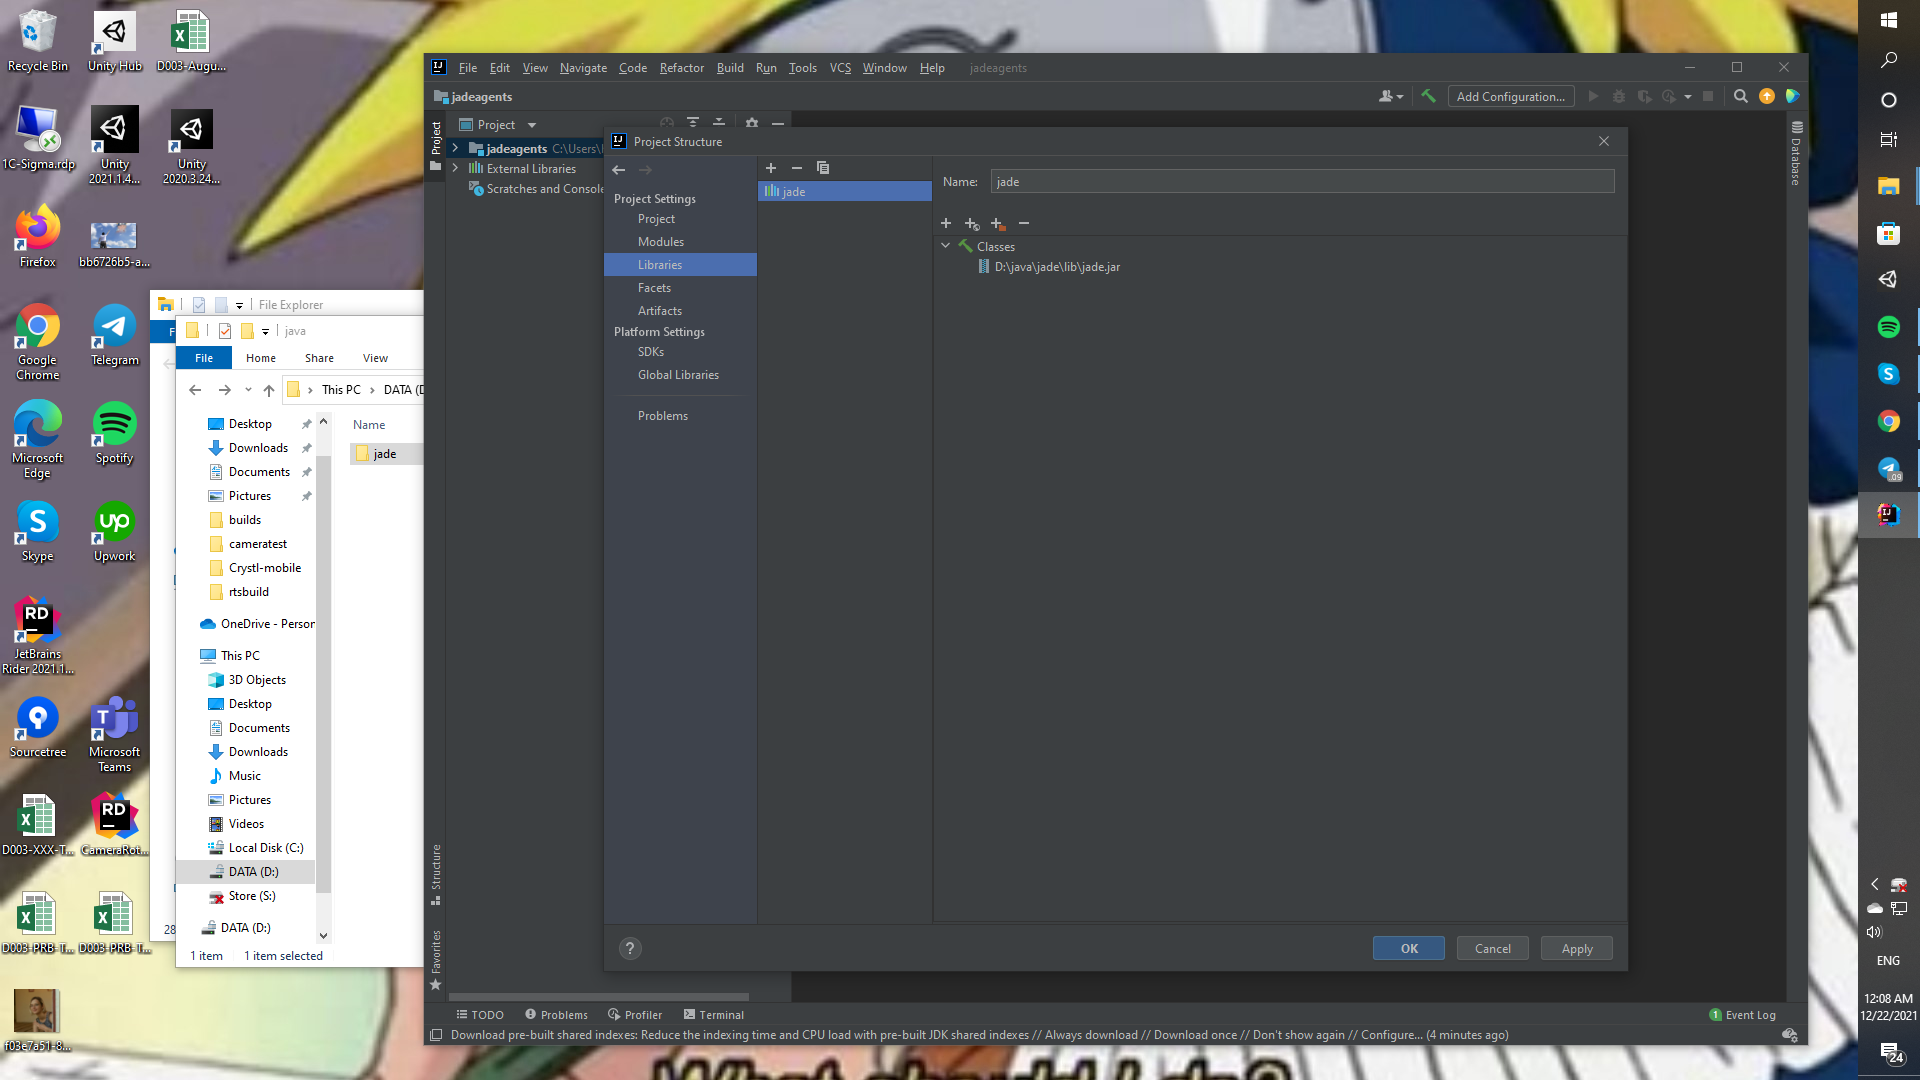 Recycle Bin
Unity Hub
D003-Augu...
1C-Sigma.rdp
Unity
2021.1.4...
Unity
2020.3.24...
Firefox
bb6726b5-a...
Google
Chrome
Telegram
Microsoft
Edge
Spotify
Skype
Upwork
JetBrains
Rider 2021.1...
Sourcetree
Microsoft
Teams
D003-XXX-T...
CameraRot...
D003-PRB-T...
D003-PRB-T...
f03e7a51-8...
File Explorer
F
28
java
File
Home
Share
View
This PC
DATA (D
Desktop
Downloads
Documents
Pictures
builds
cameratest
Crystl-mobile
rtsbuild
OneDrive - Person
This PC
3D Objects
Desktop
Documents
Downloads
Music
Pictures
Videos
Local Disk (C:)
DATA (D:)
Store (S:)
DATA (D:)
1 item
1 item selected
Name
jade
File
Edit
View
Navigate
Code
Refactor
Build
Run
Tools
VCS
Window
Help
jadeagents
jadeagents
Add Configuration...
Project
Project
jadeagents C:\Users\
External Libraries
Scratches and Console
Structure
Favorites
Database
Project Structure
Project Settings
Project
Modules
Libraries
Facets
Artifacts
Platform Settings
SDKs
Global Libraries
Problems
jade
Name:
jade
Classes
D:\java\jade\lib\jade.jar
?
OK
Cancel
Apply
TODO
Problems
Profiler
Terminal
1 Event Log
Download pre-built shared indexes: Reduce the indexing time and CPU load with pre-built JDK shared indexes // Always download // Download once // Don't show again // Configure... (4 minutes ago)
.09
ENG
12:08 AM
12/22/2021
24
What should I do?